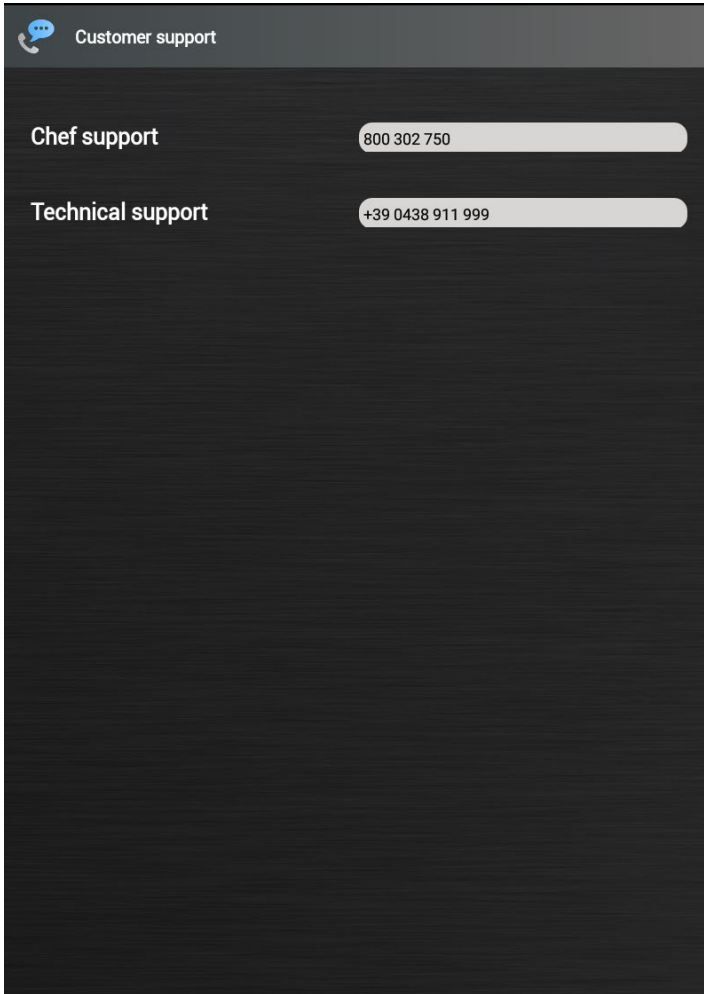 Customer support
Chef support 800 302 750
Technical support +39 0438 911 999